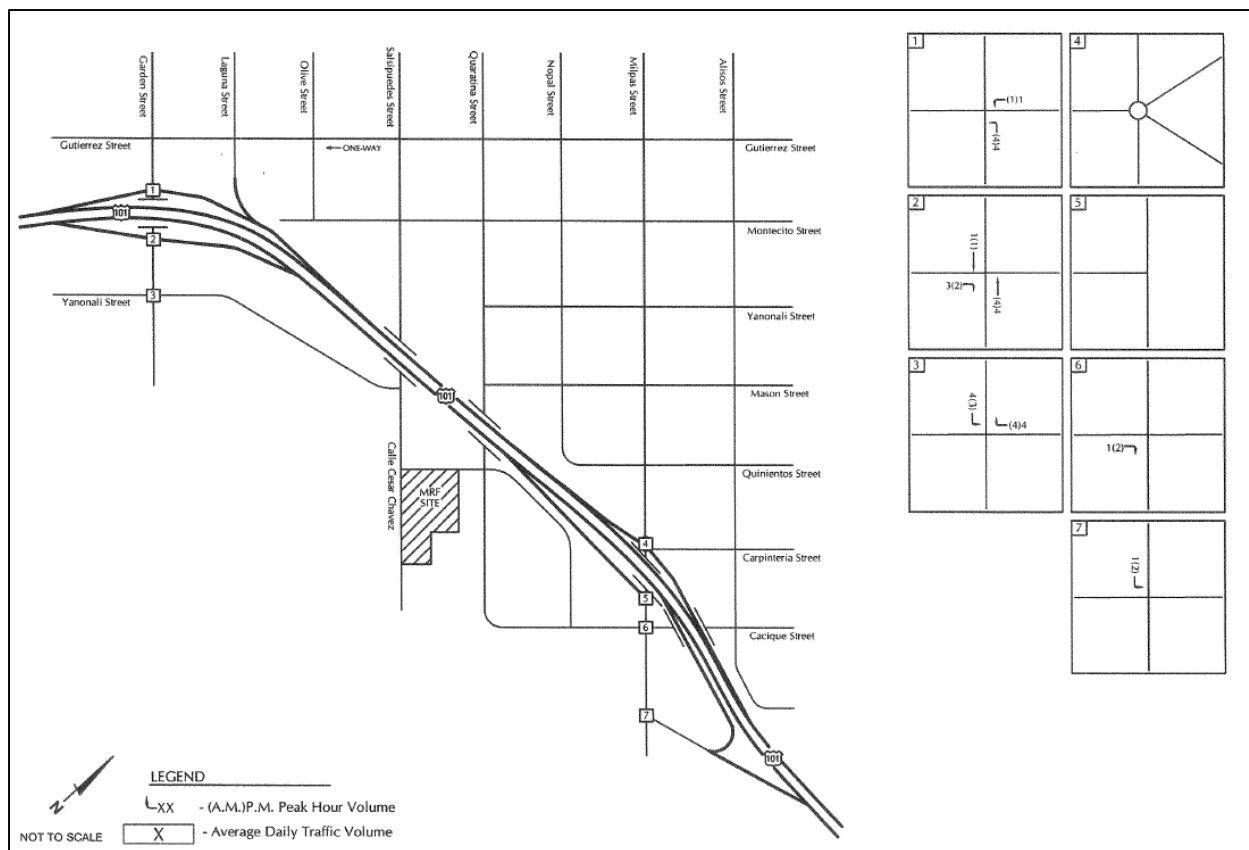 Garden Street
Laguna Street
Olive Street
Salsipuedes Street
Quaratina Street
Nopal Street
Milpas Street
Alisos Street
Gutierrez Street
ONE-WAY
Gutierrez Street
1
101
2
Montecito Street
Yanonali Street
3
Yanonali Street
101
Mason Street
Calle Cesar Chavez
MRF
SITE
Quinientos Street
4
Carpinteria Street
5
6
Cacique Street
7
101
N
NOT TO SCALE
LEGEND
XX - (A.M.)P.M. Peak Hour Volume
X - Average Daily Traffic Volume
1
(1)1
(4)4
4
2
1(1)
3(2)
(4)4
5
3
4(3)
(4)4
6
1(2)
7
1(2)